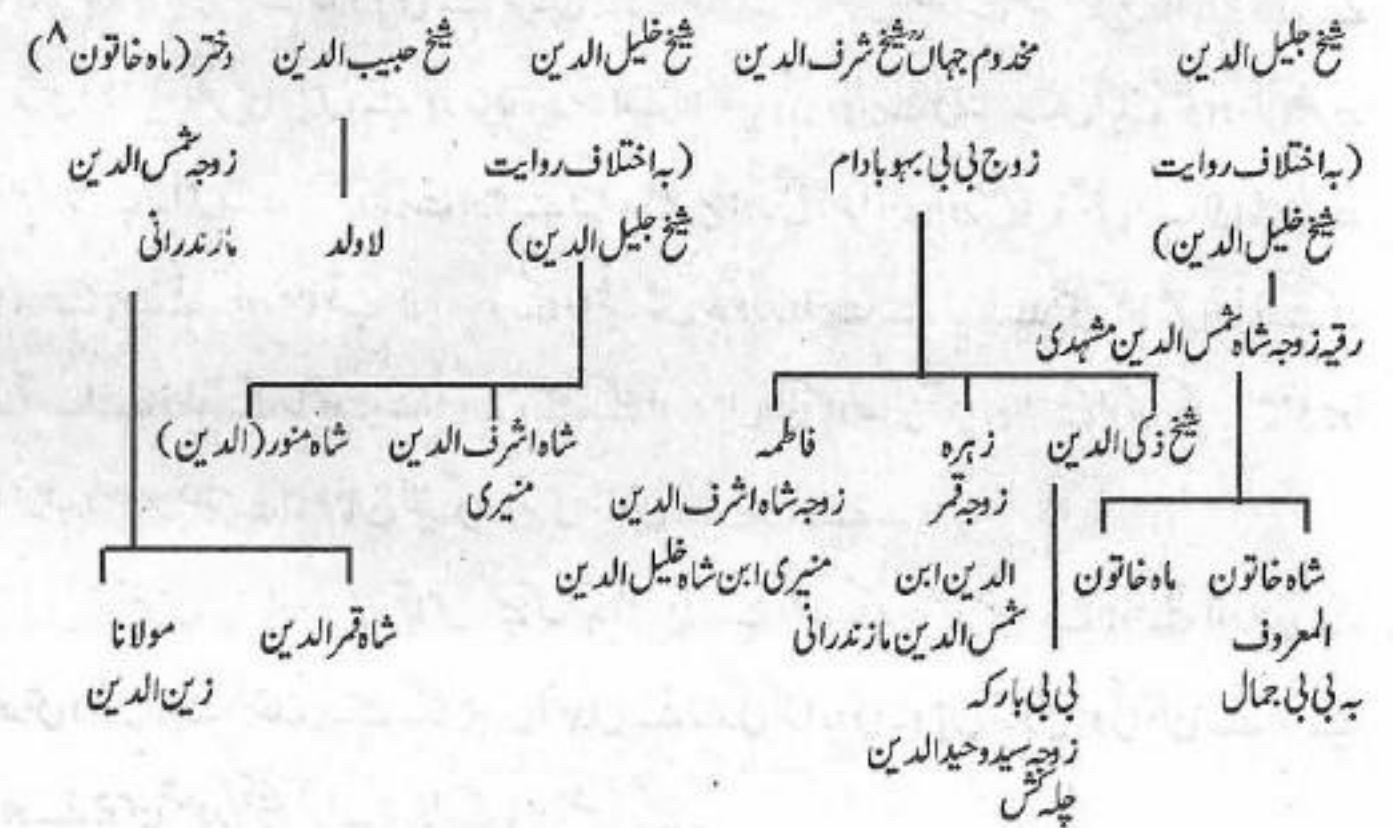 شیخ جلیل الدین مخدوم جہاںؒ شیخ شرف الدین شیخ خلیل الدین شیخ حبیب الدین دختر (ماہ خاتون ۸)
(بہ اختلاف روایت زوج بی بی بہو بادام (بہ اختلاف روایت زوجہ شمس الدین
شیخ خلیل الدین) شیخ جلیل الدین) لاولد مازندرانی
رقیہ زوجہ شاہ شمس الدین مشہدی
شیخ ذکی الدین زہرہ فاطمہ شاہ اشرف الدین شاہ منور (الدین)
زوجہ قمر زوجہ شاہ اشرف الدین منیری
شاہ خاتون ماہ خاتون الدین ابن منیری ابن شاہ خلیل الدین
المعروف شمس الدین مازندرانی شاہ قمر الدین مولانا
بہ بی بی جمال بی بی بارکہ زین الدین
زوجہ سید وحید الدین
چلہ کش